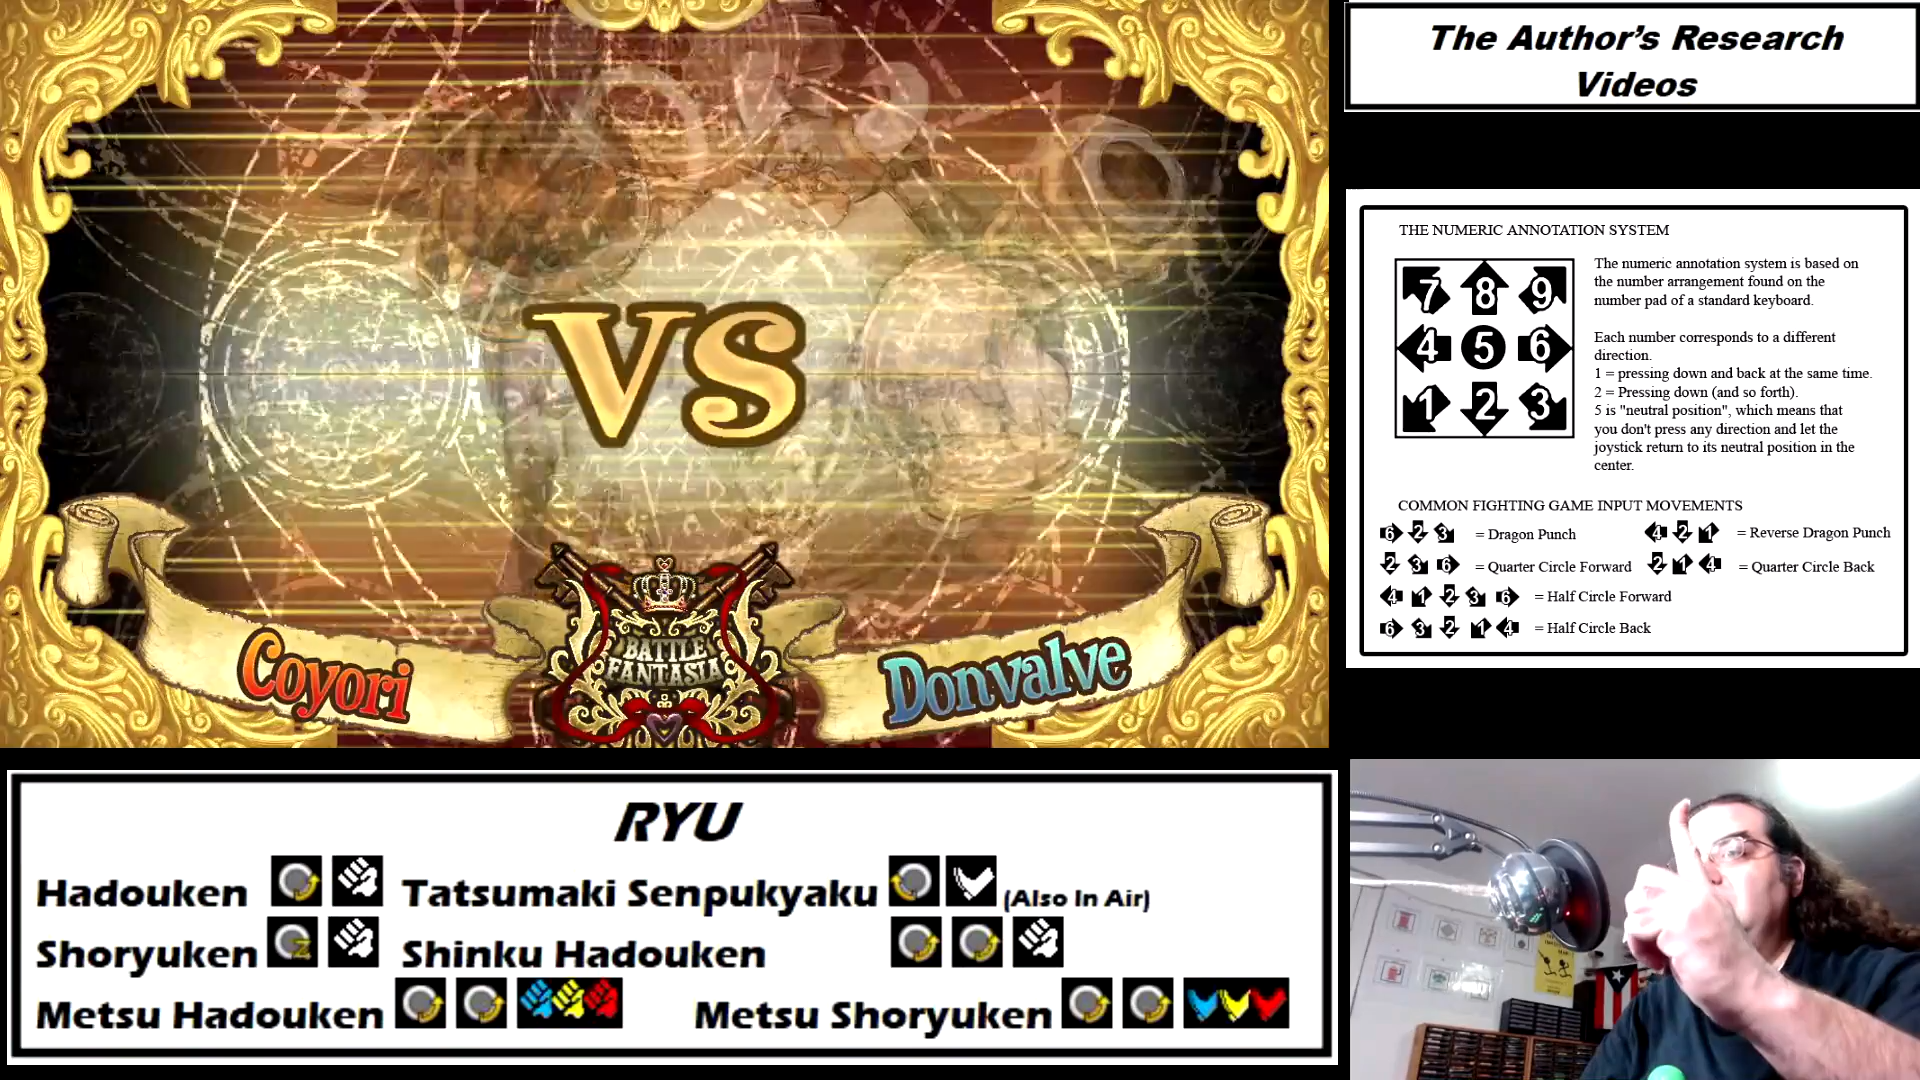 The Author's Research
Videos
VS
Coyori
BATTLE
FANTASIA
Donvalve
THE NUMERIC ANNOTATION SYSTEM
7 8 9
4 5 6
1 2 3
The numeric annotation system is based on
the number arrangement found on the
number pad of a standard keyboard.
Each number corresponds to a different
direction.
1 = pressing down and back at the same time.
2 = Pressing down (and so forth).
5 is "neutral position", which means that
you don't press any direction and let the
joystick return to its neutral position in the
center.
COMMON FIGHTING GAME INPUT MOVEMENTS
6 2 3 = Dragon Punch
4 2 1 = Reverse Dragon Punch
2 3 6 = Quarter Circle Forward
2 1 4 = Quarter Circle Back
4 1 2 3 6 = Half Circle Forward
6 3 2 1 4 = Half Circle Back
RYU
Hadouken
Tatsumaki Senpukyaku (Also In Air)
Shoryuken
Z
Shinku Hadouken
Metsu Hadouken
Metsu Shoryuken